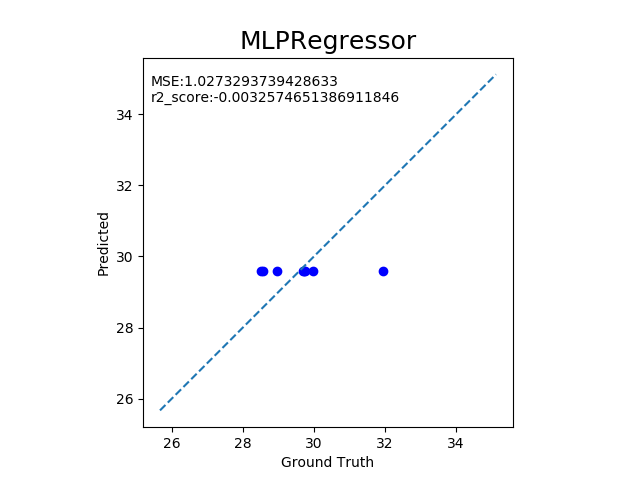 MLPRegressor
MSE:1.0273293739428633
r2_score:-0.0032574651386911846
34
32
30
28
26
Predicted
26 28 30 32 34
Ground Truth